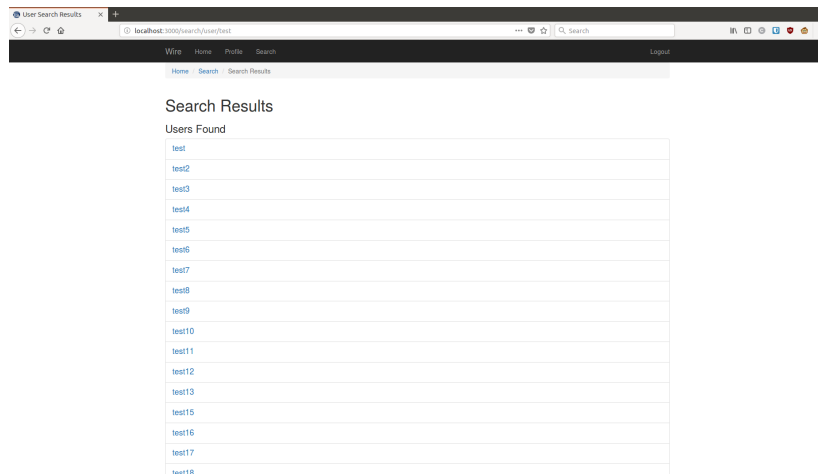 User Search Results
localhost:3000/search/user/test
Search
Wire Home Profile Search Logout
Home / Search / Search Results
Search Results
Users Found
test
test2
test3
test4
test5
test6
test7
test8
test9
test10
test11
test12
test13
test15
test16
test17
test18